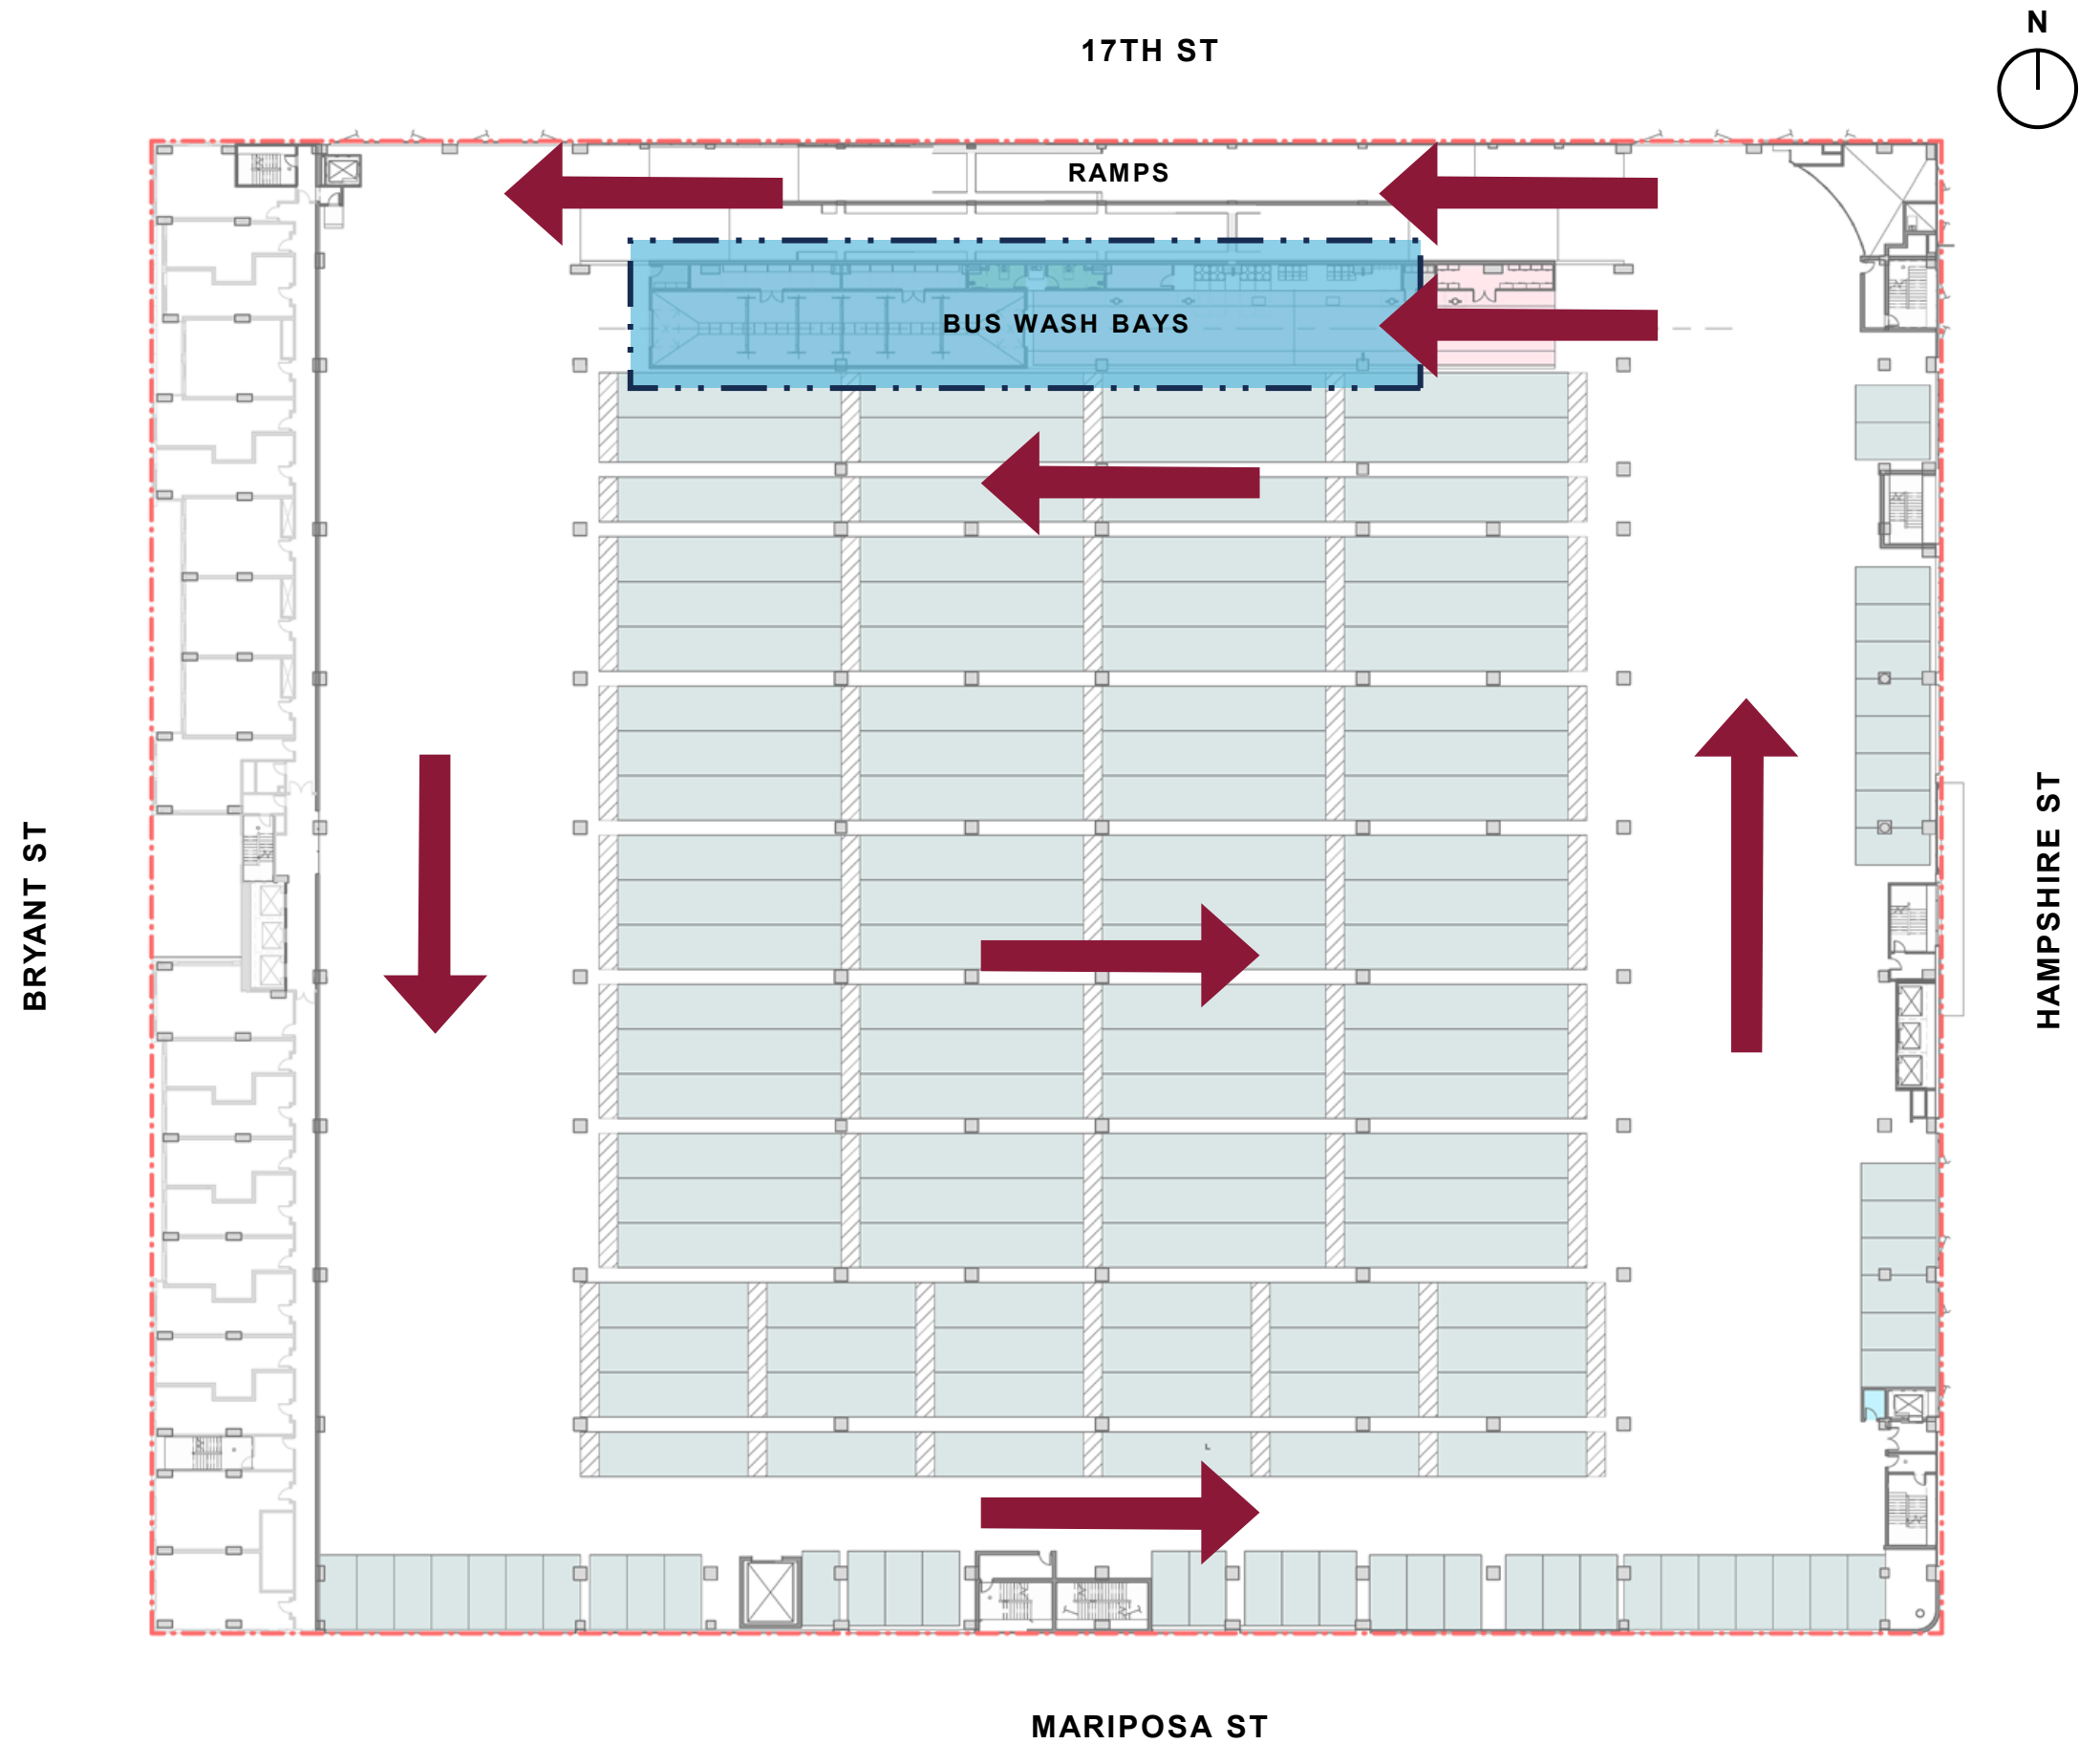 N
17TH ST
RAMPS
BUS WASH BAYS
BRYANT ST
HAMPSHIRE ST
MARIPOSA ST